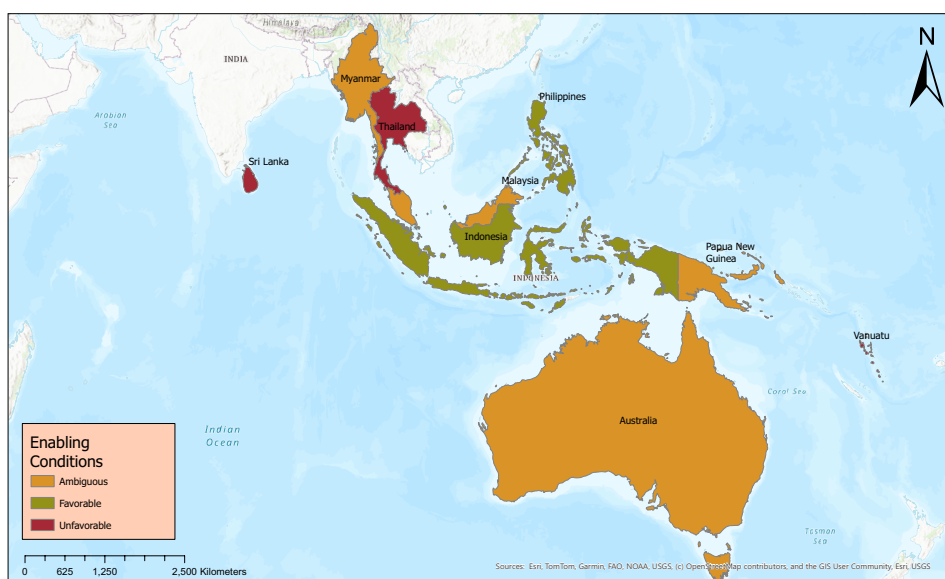 Himalaya
N
INDIA
Myanmar
Philippines
Arabian
Sea
Thailand
Sri Lanka
Malaysia
Indonesia
Papua New
Guinea
INDONESIA
Vanuatu
Coral Sea
Australia
Indian
Ocean
Enabling
Conditions
Ambiguous
Favorable
Unfavorable
Tasman
Sea
0 625 1,250 2,500 Kilometers
Sources: Esri, TomTom, Garmin, FAO, NOAA, USGS, (c) OpenStreetMap contributors, and the GIS User Community, Esri, USGS